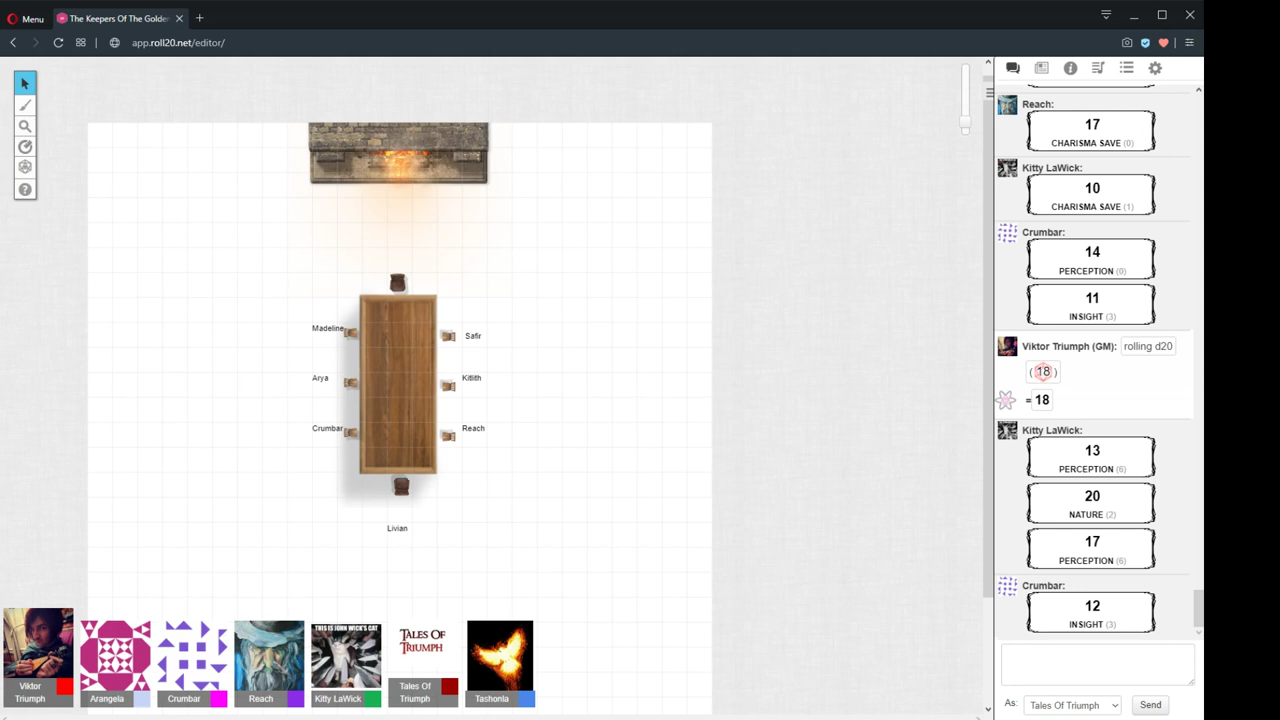 Menu
The Keepers Of The Golden
app.roll20.net/editor/
Madeline
Safir
Arya
Kitlith
Crumbar
Reach
Livian
Viktor
Triumph
Arangela
Crumbar
Reach
THIS IS JOHN WICK'S CAT
Kitty LaWick
TALES OF
TRIUMPH
Tales Of
Triumph
Tashonla
Reach:
17
CHARISMA SAVE (0)
Kitty LaWick:
10
CHARISMA SAVE (1)
Crumbar:
14
PERCEPTION (0)
11
INSIGHT (3)
Viktor Triumph (GM): rolling d20
(18)
= 18
Kitty LaWick:
13
PERCEPTION (6)
20
NATURE (2)
17
PERCEPTION (6)
Crumbar:
12
INSIGHT (3)
As: Tales Of Triumph Send